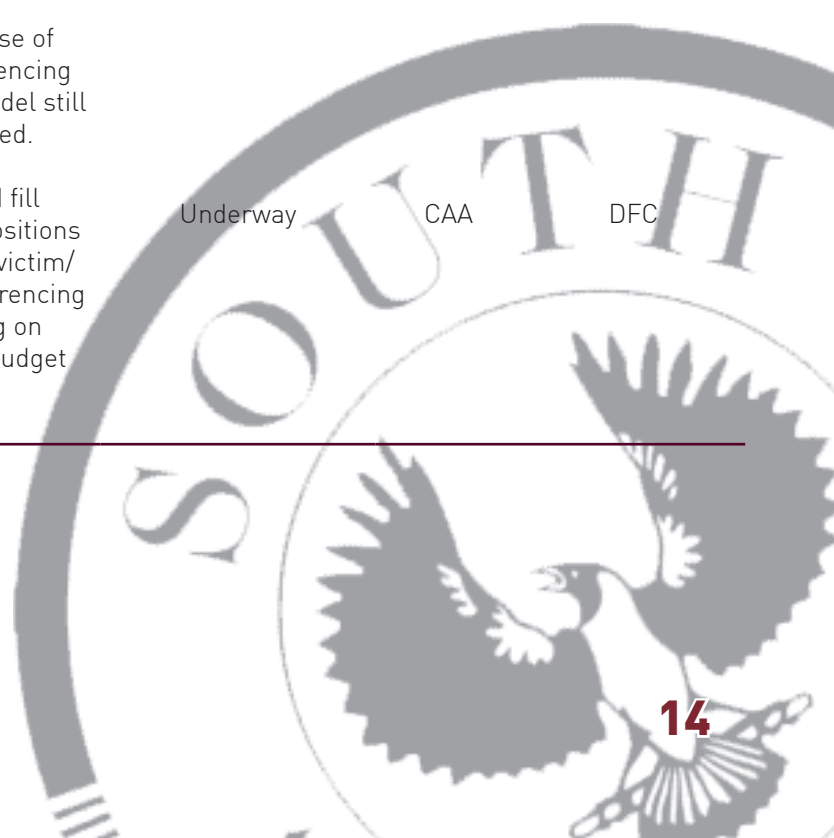 se of
encing
del still
ed.
fill
Underway CAA DFC
ositions
victim/
rencing
g on
udget
SOUTH
14